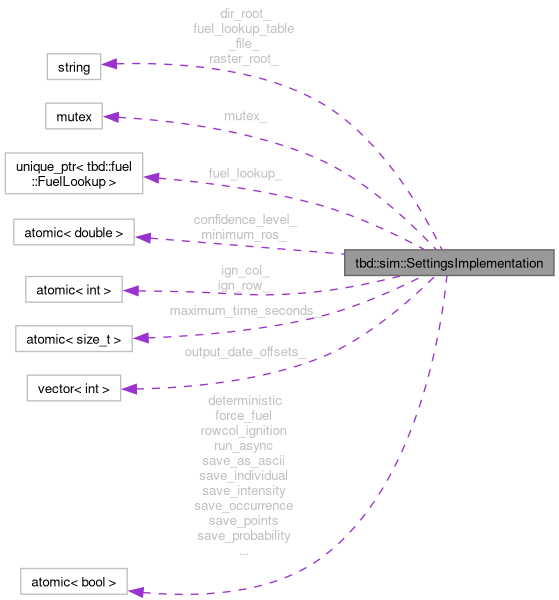 dir_root_
fuel_lookup_table
_file_
raster_root_
string
mutex
mutex_
unique_ptr< tbd::fuel
::FuelLookup >
fuel_lookup_
atomic< double >
confidence_level_
minimum_ros_
tbd::sim::SettingsImplementation
atomic< int >
ign_col_
ign_row_
atomic< size_t >
maximum_time_seconds_
vector< int >
output_date_offsets_
deterministic
force_fuel
rowcol_ignition
run_async
save_as_ascii
save_individual
save_intensity
save_occurrence
save_points
save_probability
...
atomic< bool >